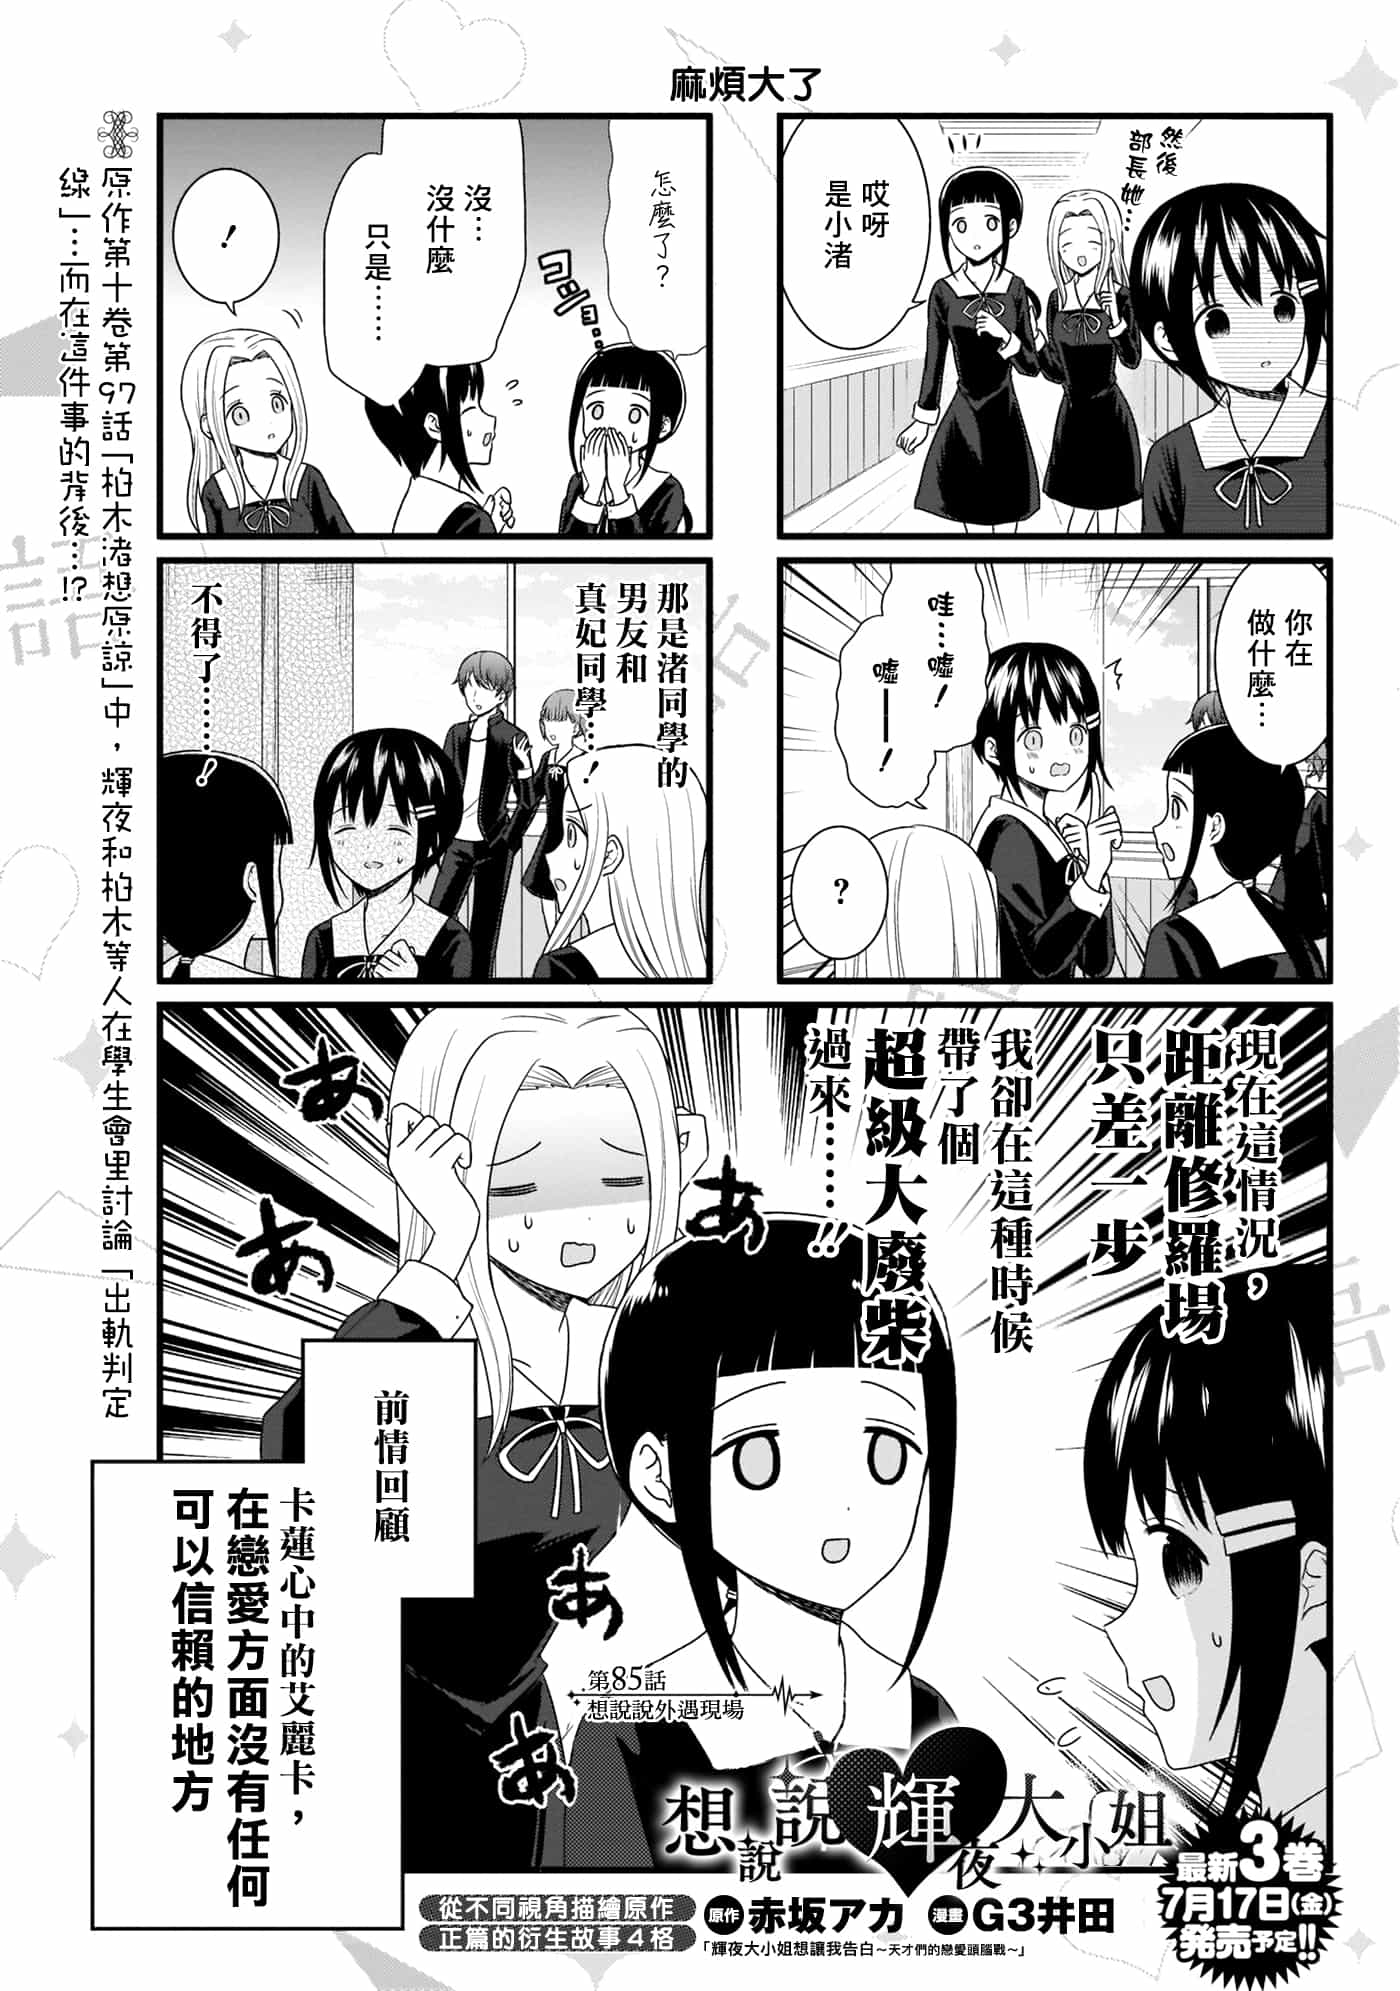 麻煩大了
然後
部長她…
哎呀
是小渚
你在
做什麼…
哇…噓！
噓——
？
怎麼了？
沒…
沒什麼
只是……
コソ
ッ…
！
那是渚同學的
男友和
真妃同學…！
不得了……！
現在這情況，
距離修羅場
只差一步
我卻在這種時候
帶了個
超級大廢柴
過來………!!
あぁ
あぁ
あぁ
あぁ
あぁ
前情回顧
卡蓮心中的艾麗卡，
在戀愛方面沒有任何
可以信賴的地方
原作第十卷第97話「柏木渚想原諒」中，輝夜和柏木等人在學生會里討論「出軌判定
線」…而在這件事的背後…!?
第85話
想說說外遇現場
想說說輝夜大小姐
從不同視角描繪原作
正篇的衍生故事4格
原作 赤坂アカ 漫畫 G3井田
「輝夜大小姐想讓我告白~天才們的戀愛頭腦戰~」
最新3巻
7月17日(金)
発売予定!!